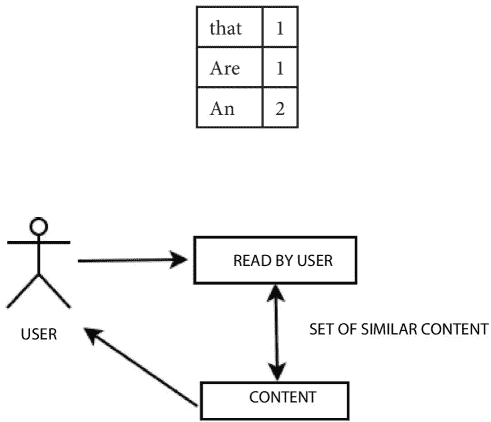 that 1
Are 1
An 2
READ BY USER
USER
SET OF SIMILAR CONTENT
CONTENT